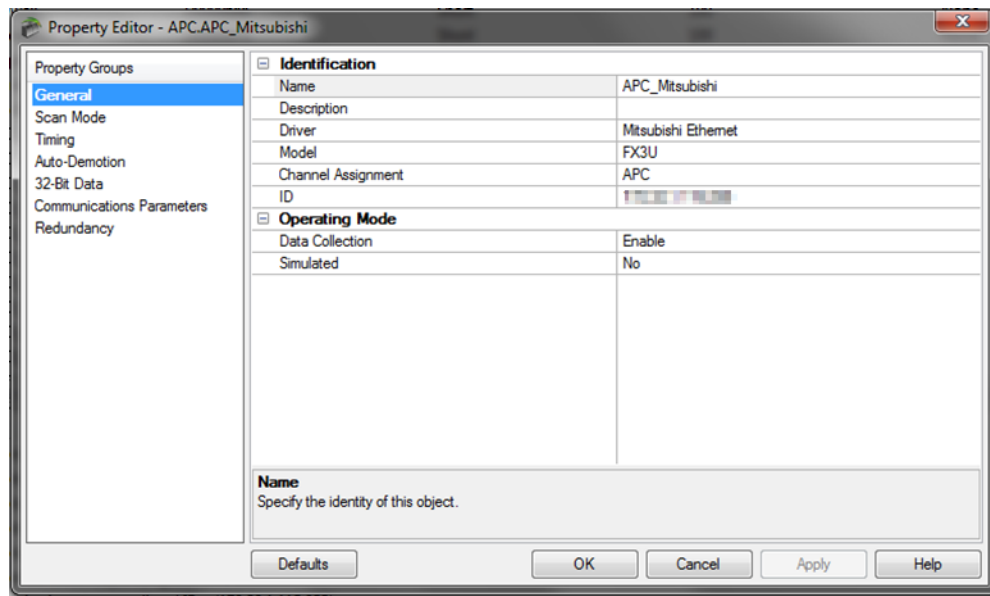 Property Editor - APC.APC_Mitsubishi
Property Groups
General
Scan Mode
Timing
Auto-Demotion
32-Bit Data
Communications Parameters
Redundancy
Identification
Name APC_Mitsubishi
Description
Driver Mitsubishi Ethernet
Model FX3U
Channel Assignment APC
ID
Operating Mode
Data Collection Enable
Simulated No
Name
Specify the identity of this object.
Defaults OK Cancel Apply Help